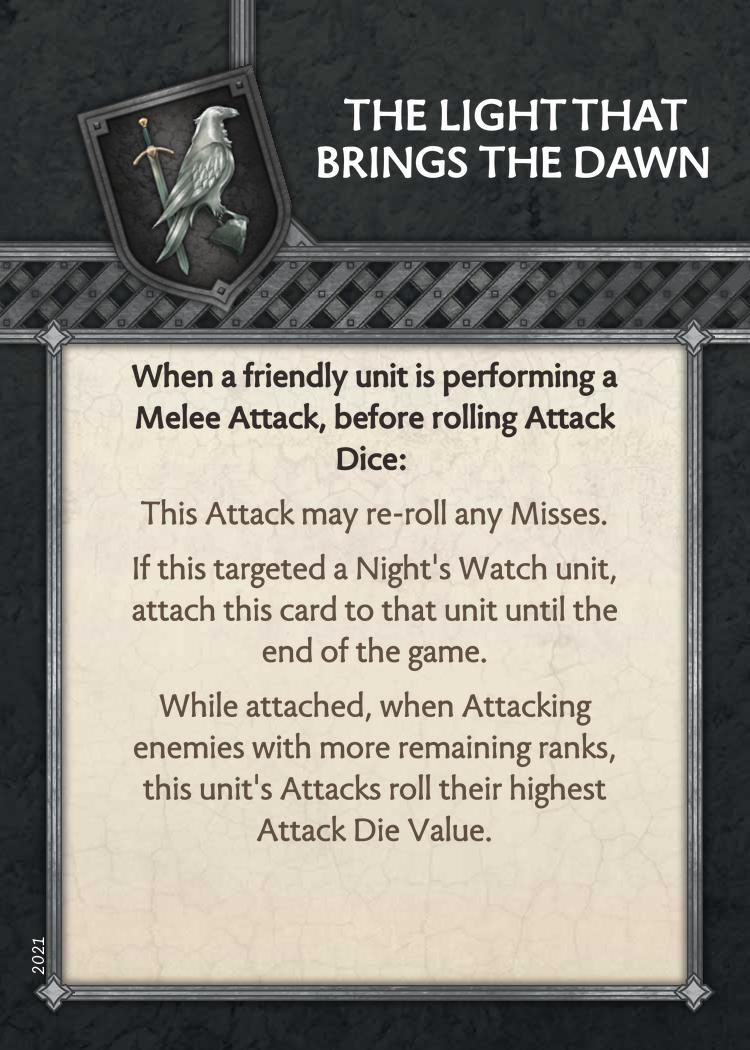 THE LIGHT THAT
BRINGS THE DAWN
When a friendly unit is performing a
Melee Attack, before rolling Attack
Dice:
This Attack may re-roll any Misses.
If this targeted a Night's Watch unit,
attach this card to that unit until the
end of the game.
While attached, when Attacking
enemies with more remaining ranks,
this unit's Attacks roll their highest
Attack Die Value.
2021